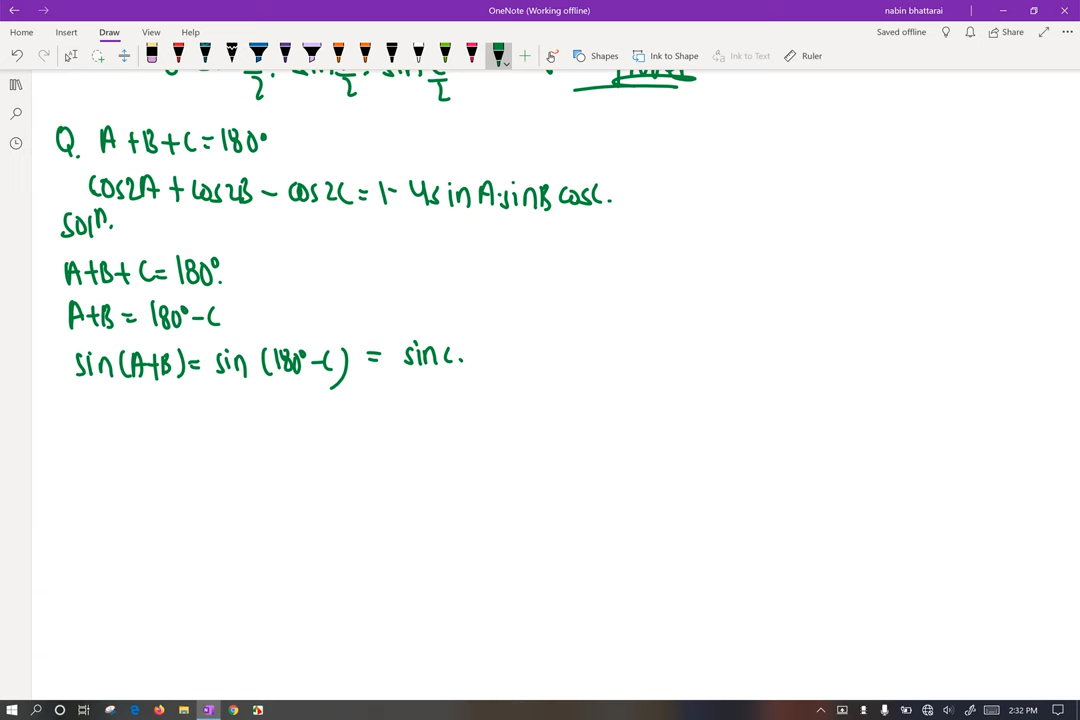 OneNote (Working offline)
nabin bhattarai
Home Insert Draw View Help
Saved offline
Share
Shapes
Ink to Shape
Ink to Text
Ruler
Q. A+B+C=180°
cos2A + cos2B - cos2C = 1- 4sinA.sinB cosC.
Solⁿ.
A+B+C=180°.
A+B = 180°-C
sin(A+B) = sin (180°-C) = sinC.
2:32 PM